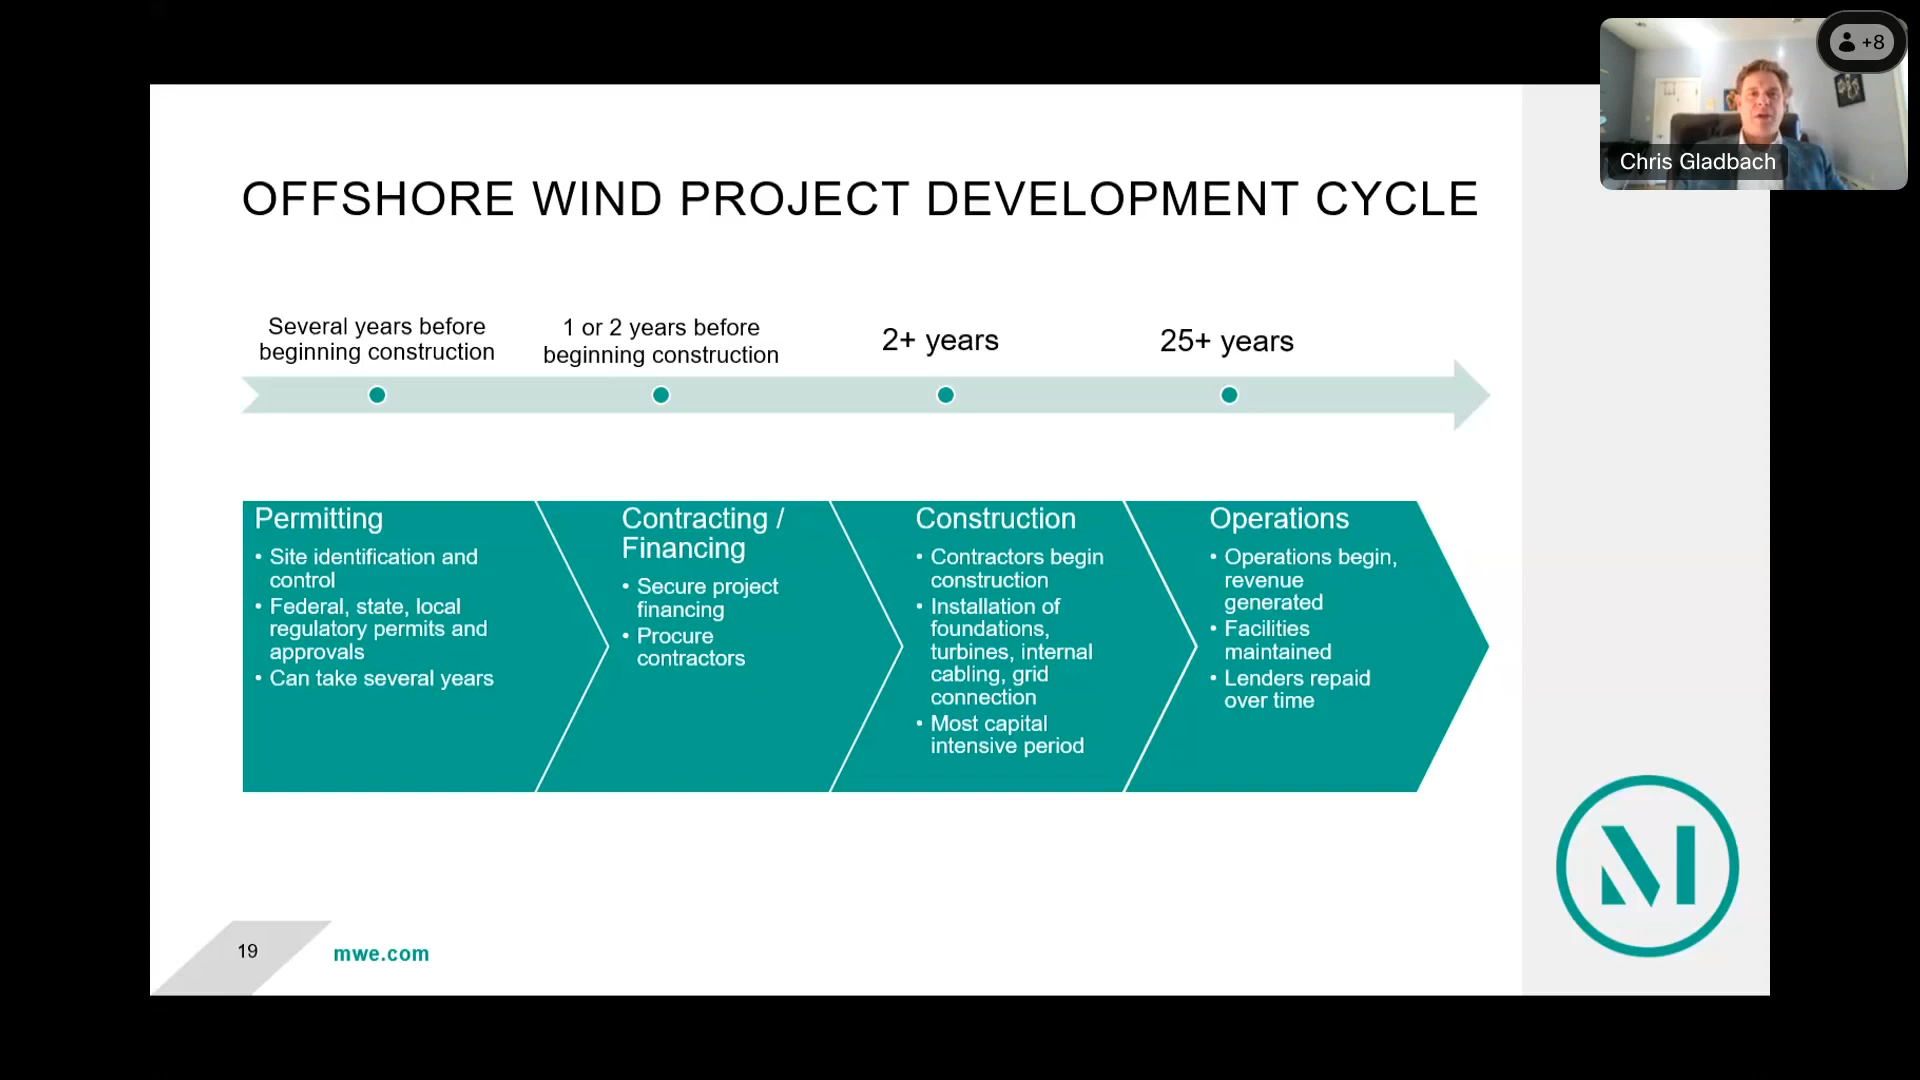 +8
Chris Gladbach
OFFSHORE WIND PROJECT DEVELOPMENT CYCLE
Several years before
beginning construction
1 or 2 years before
beginning construction
2+ years
25+ years
Permitting
• Site identification and
control
• Federal, state, local
regulatory permits and
approvals
• Can take several years
Contracting /
Financing
• Secure project
financing
• Procure
contractors
Construction
• Contractors begin
construction
• Installation of
foundations,
turbines, internal
cabling, grid
connection
• Most capital
intensive period
Operations
• Operations begin,
revenue
generated
• Facilities
maintained
• Lenders repaid
over time
M
19
mwe.com